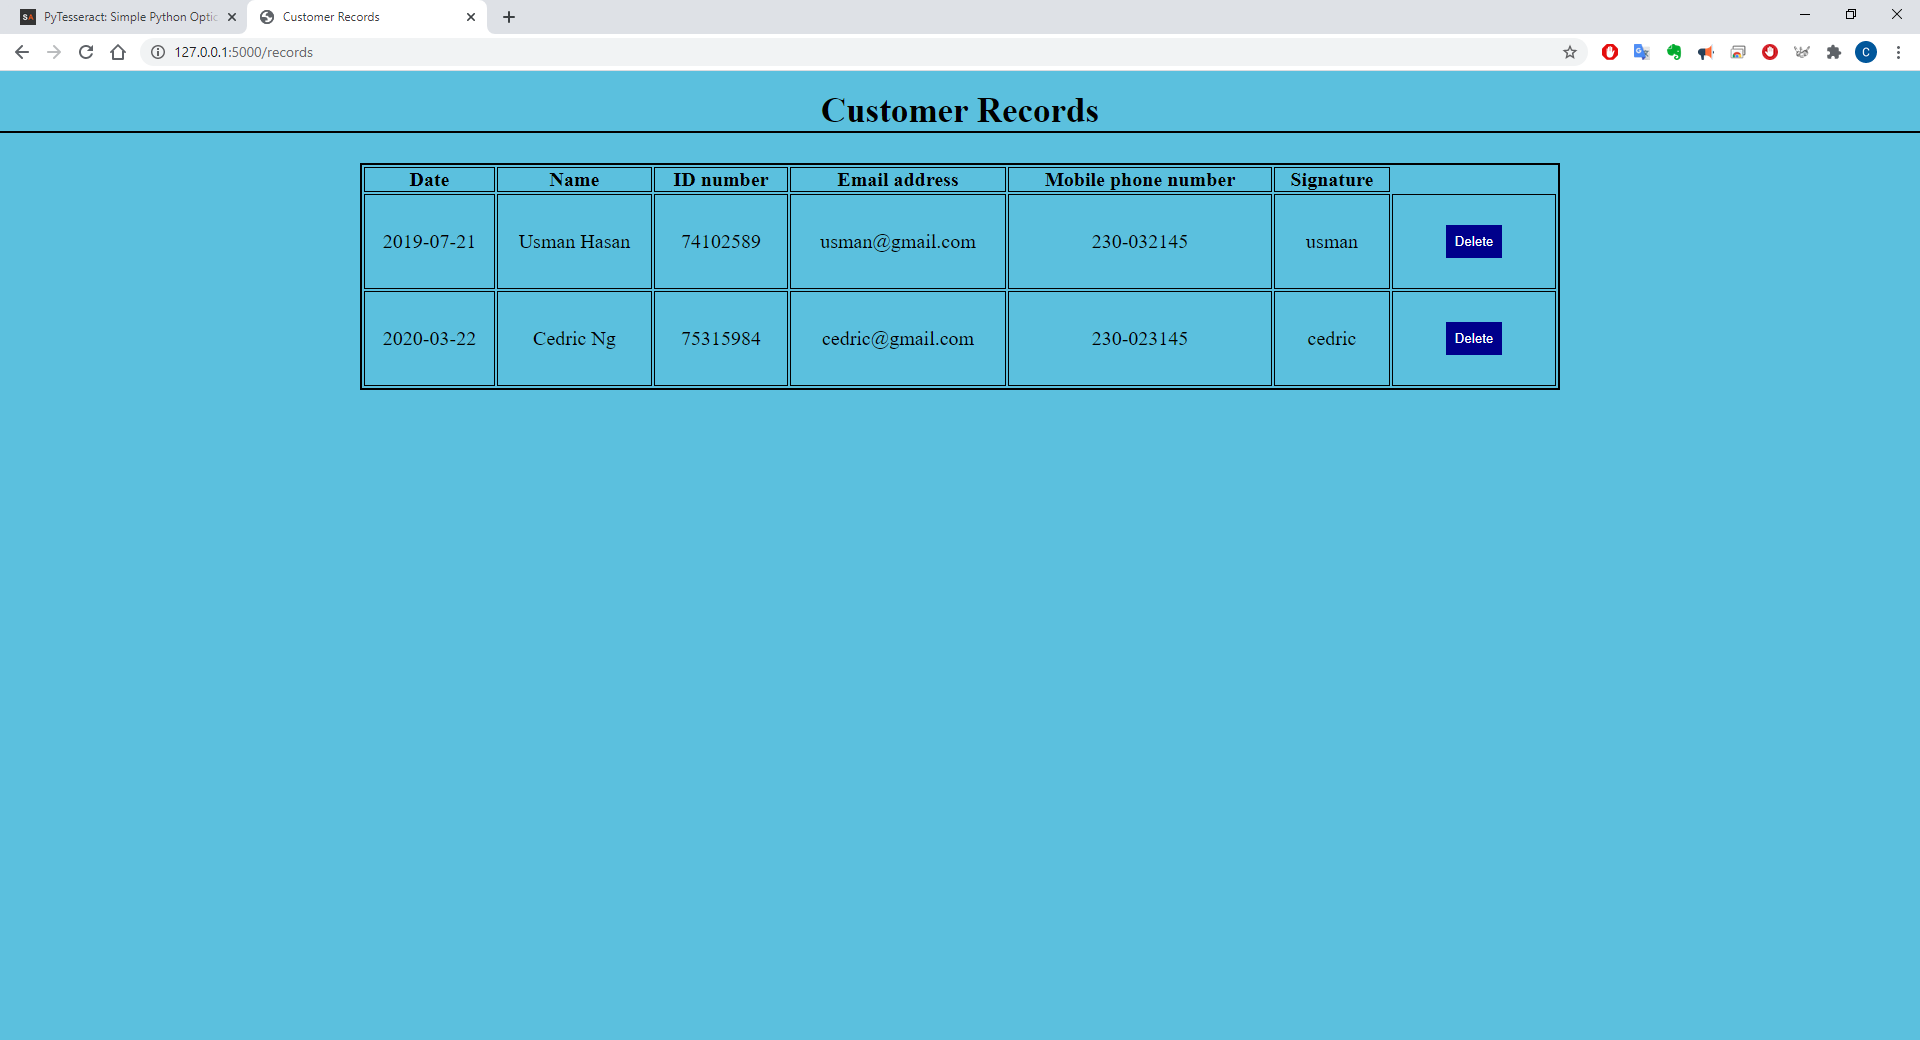 SA PyTesseract: Simple Python Optic Customer Records
127.0.0.1:5000/records C
Customer Records
Date Name ID number Email address Mobile phone number Signature
2019-07-21 Usman Hasan 74102589 usman@gmail.com 230-032145 usman Delete
2020-03-22 Cedric Ng 75315984 cedric@gmail.com 230-023145 cedric Delete